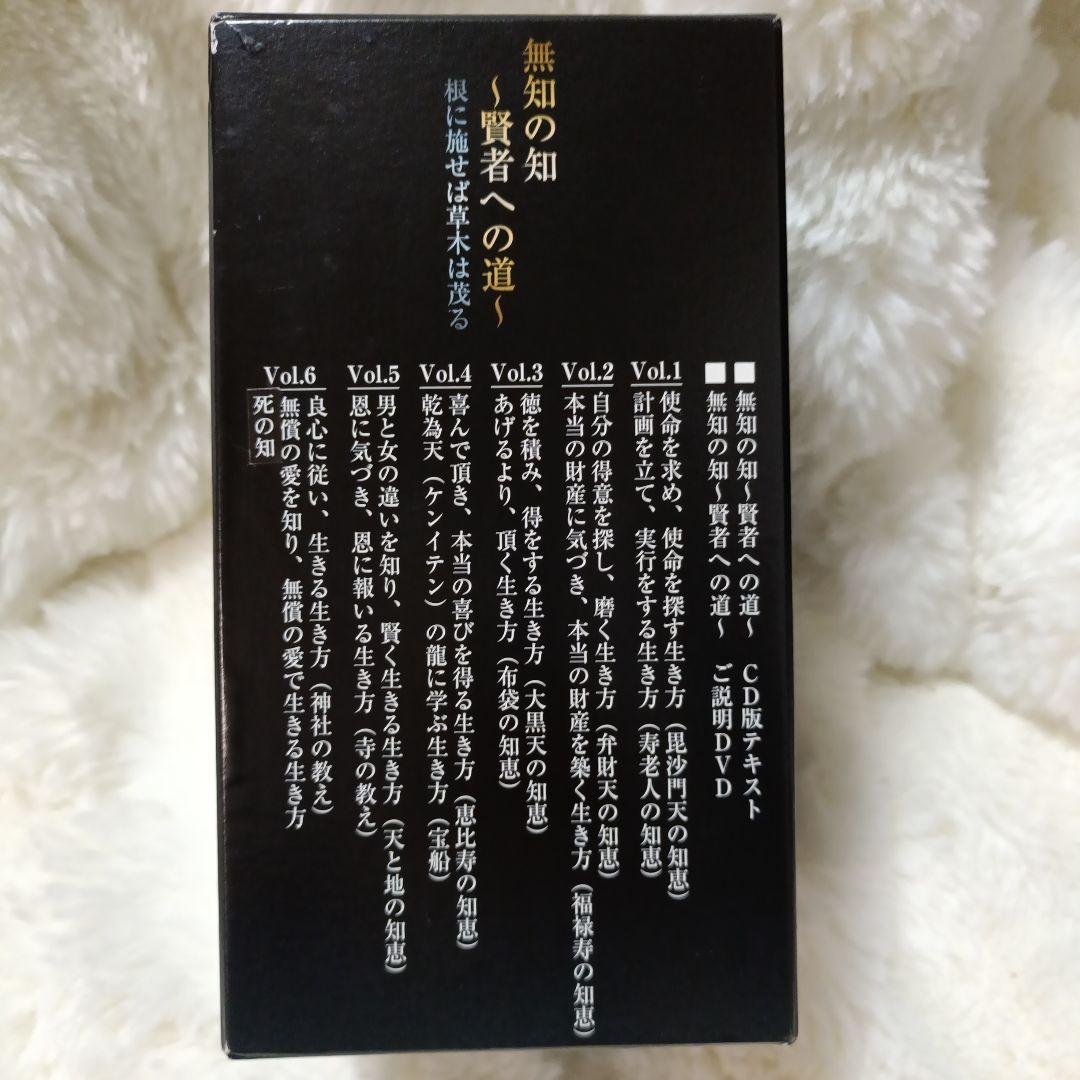 無知の知
～賢者への道～
根に施せば草木は茂る
■無知の知～賢者への道～　CD版テキスト
■無知の知～賢者への道～　ご説明DVD
Vol.1
使命を求め、使命を探す生き方（毘沙門天の知恵）
計画を立て、実行をする生き方（寿老人の知恵）
Vol.2
自分の得意を探し、磨く生き方（弁財天の知恵）
本当の財産に気づき、本当の財産を築く生き方（福禄寿の知恵）
Vol.3
徳を積み、得をする生き方（大黒天の知恵）
あげるより、頂く生き方（布袋の知恵）
Vol.4
喜んで頂き、本当の喜びを得る生き方（恵比寿の知恵）
乾為天（ケンイテン）の龍に学ぶ生き方（宝船）
Vol.5
男と女の違いを知り、賢く生きる生き方（天と地の知恵）
恩に気づき、恩に報いる生き方（寺の教え）
Vol.6
良心に従い、生きる生き方（神社の教え）
無償の愛を知り、無償の愛で生きる生き方
死の知